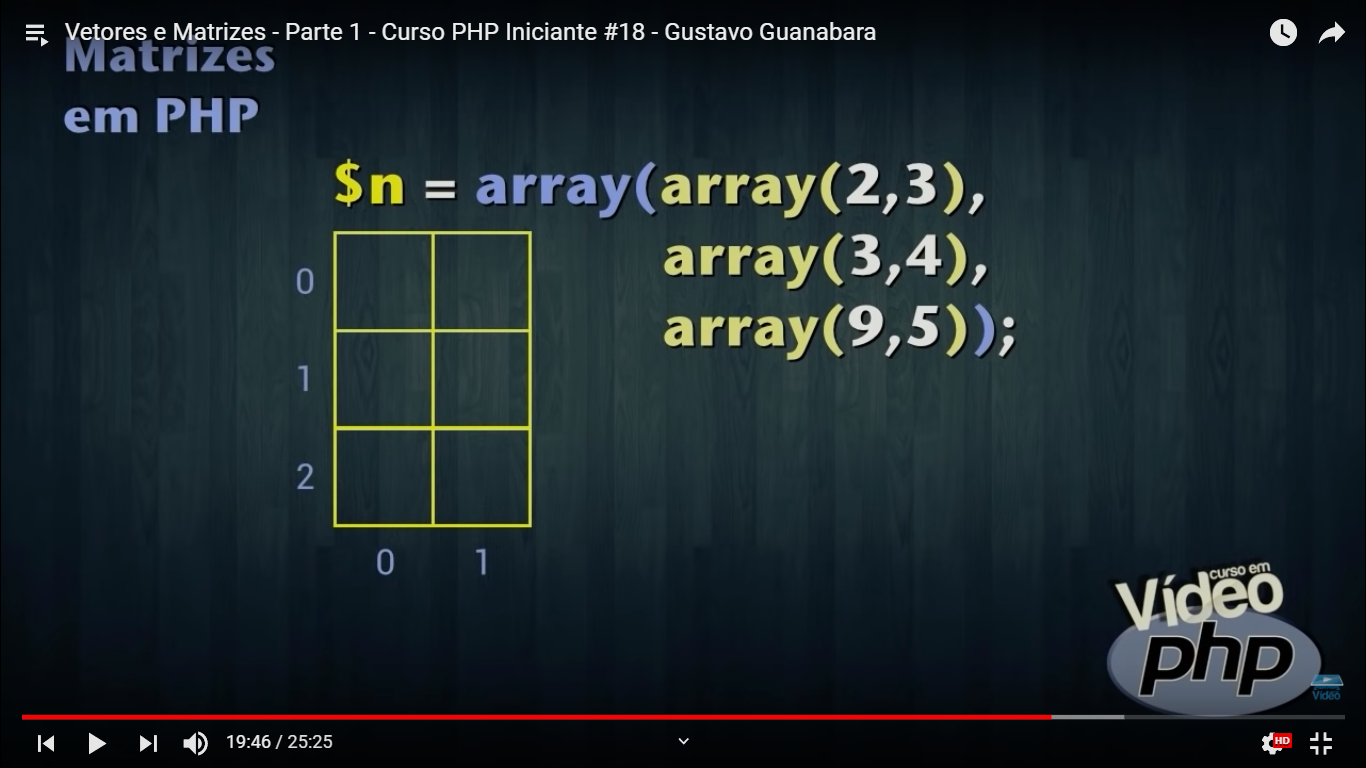 Vetores e Matrizes - Parte 1 - Curso PHP Iniciante #18 - Gustavo Guanabara
Matrizes
em PHP
$n = array(array(2,3),
array(3,4),
array(9,5));
0
1
2
0 1
curso em
Vídeo
php
Vídeo
19:46 / 25:25
HD